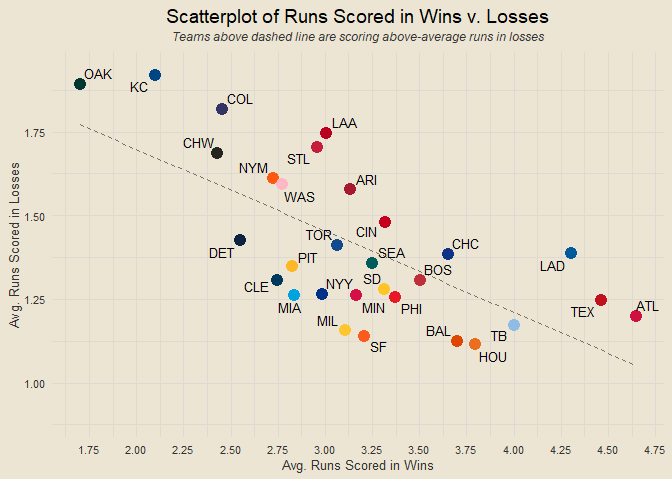 Scatterplot of Runs Scored in Wins v. Losses
Teams above dashed line are scoring above-average runs in losses
OAK
KC
COL
LAA
CHW
STL
NYM
ARI
WAS
CIN
TOR
CHC
DET
SEA
PIT
LAD
BOS
SD
CLE
NYY
MIA
MIN
PHI
TEX
ATL
MIL
BAL
TB
SF
HOU
1.75
1.50
1.25
1.00
Avg. Runs Scored in Losses
1.75 2.00 2.25 2.50 2.75 3.00 3.25 3.50 3.75 4.00 4.25 4.50 4.75
Avg. Runs Scored in Wins